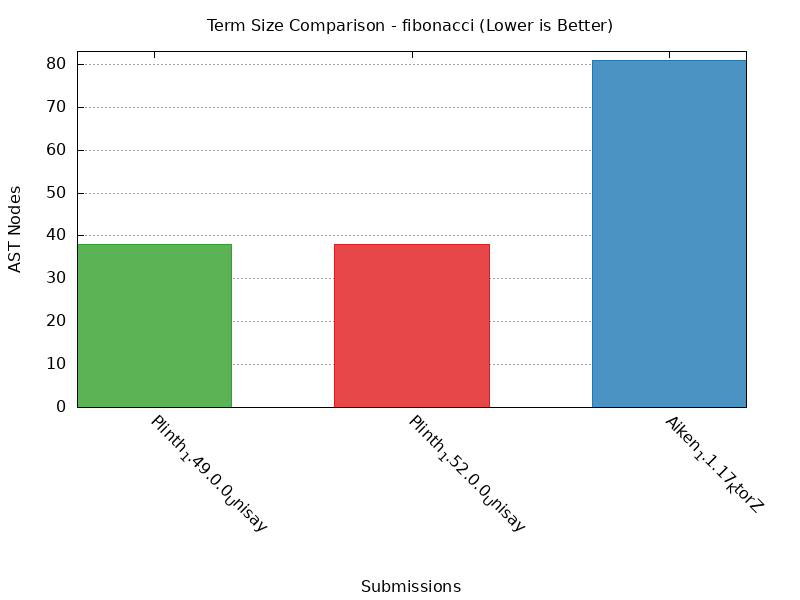 Term Size Comparison - fibonacci (Lower is Better)
AST Nodes
80
70
60
50
40
30
20
10
0
Plinth₁.49.0.0ᵤnisay
Plinth₁.52.0.0ᵤnisay
Aiken₁.1.17ₖtorZ
Submissions